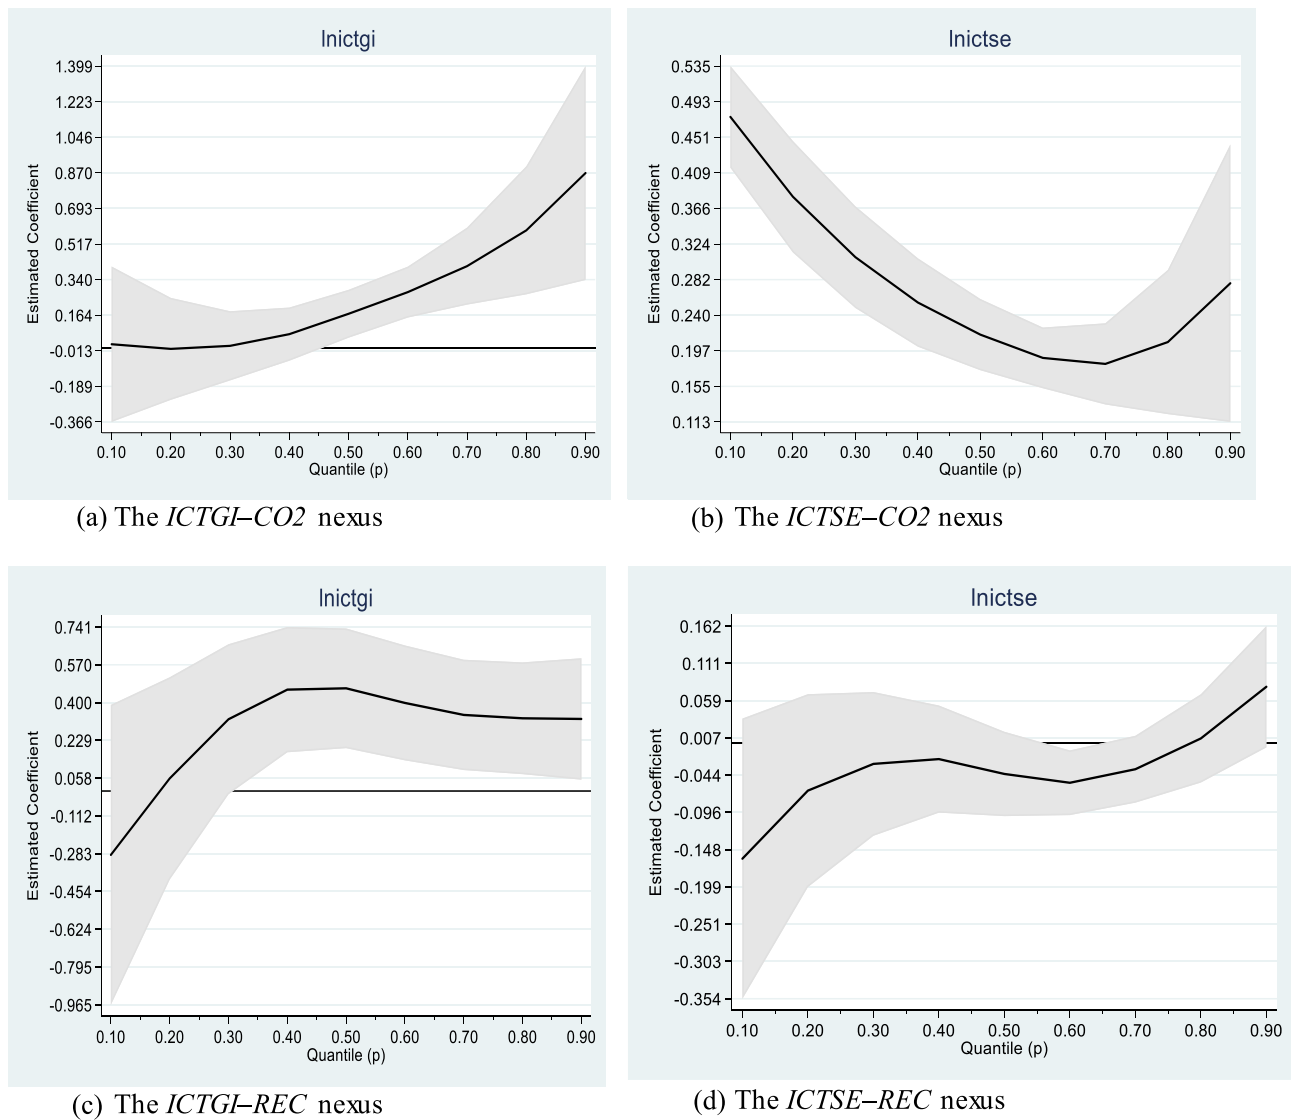 lnictgi
Estimated Coefficient
1.399
1.223
1.046
0.870
0.693
0.517
0.340
0.164
-0.013
-0.189
-0.366
0.10 0.20 0.30 0.40 0.50 0.60 0.70 0.80 0.90
Quantile (p)
(a) The ICTGI–CO2 nexus
lnictse
Estimated Coefficient
0.535
0.493
0.451
0.409
0.366
0.324
0.282
0.240
0.197
0.155
0.113
0.10 0.20 0.30 0.40 0.50 0.60 0.70 0.80 0.90
Quantile (p)
(b) The ICTSE–CO2 nexus
lnictgi
Estimated Coefficient
0.741
0.570
0.400
0.229
0.058
-0.112
-0.283
-0.454
-0.624
-0.795
-0.965
0.10 0.20 0.30 0.40 0.50 0.60 0.70 0.80 0.90
Quantile (p)
(c) The ICTGI–REC nexus
lnictse
Estimated Coefficient
0.162
0.111
0.059
0.007
-0.044
-0.096
-0.148
-0.199
-0.251
-0.303
-0.354
0.10 0.20 0.30 0.40 0.50 0.60 0.70 0.80 0.90
Quantile (p)
(d) The ICTSE–REC nexus